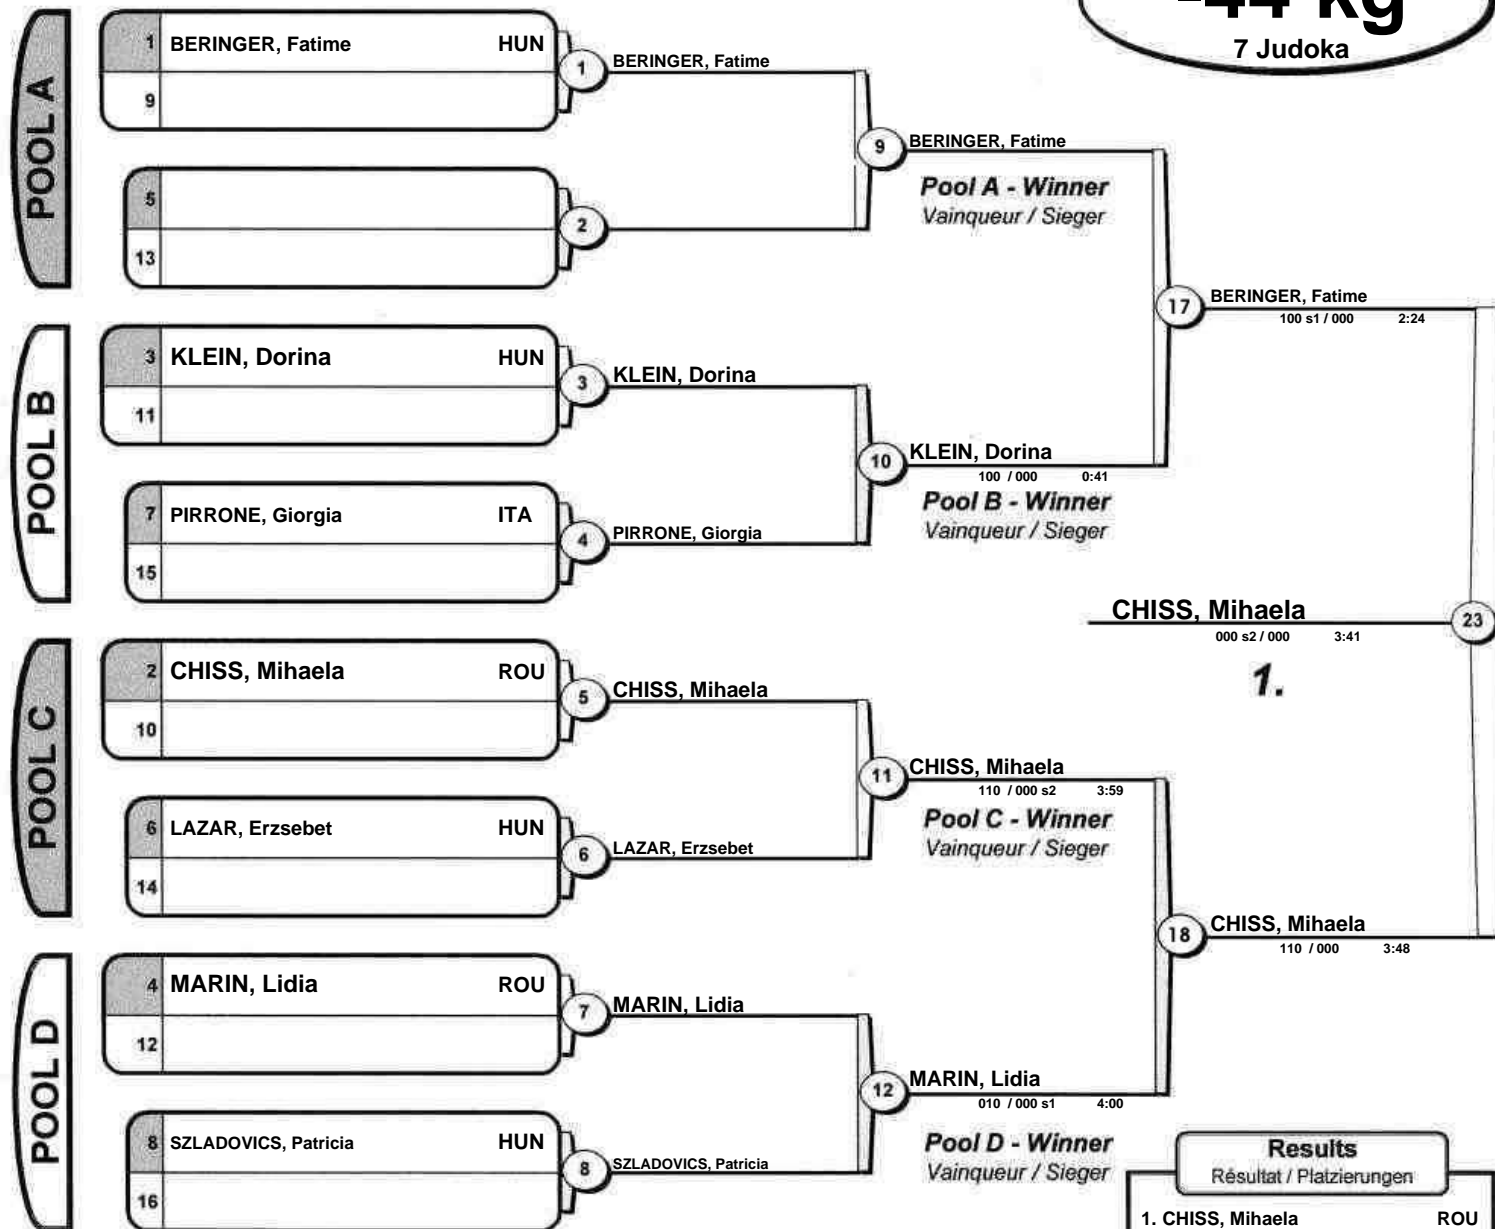 -44 kg
7 Judoka
POOL A
1 BERINGER, Fatime HUN
9
1 BERINGER, Fatime
5
13
2
9 BERINGER, Fatime
Pool A - Winner
Vainqueur / Sieger
POOL B
3 KLEIN, Dorina HUN
11
3 KLEIN, Dorina
7 PIRRONE, Giorgia ITA
15
4 PIRRONE, Giorgia
10 KLEIN, Dorina
100 / 000 0:41
Pool B - Winner
Vainqueur / Sieger
17 BERINGER, Fatime
100 s1 / 000 2:24
CHISS, Mihaela 23
000 s2 / 000 3:41
1.
POOL C
2 CHISS, Mihaela ROU
10
5 CHISS, Mihaela
6 LAZAR, Erzsebet HUN
14
6 LAZAR, Erzsebet
11 CHISS, Mihaela
110 / 000 s2 3:59
Pool C - Winner
Vainqueur / Sieger
18 CHISS, Mihaela
110 / 000 3:48
POOL D
4 MARIN, Lidia ROU
12
7 MARIN, Lidia
8 SZLADOVICS, Patricia HUN
16
8 SZLADOVICS, Patricia
12 MARIN, Lidia
010 / 000 s1 4:00
Pool D - Winner
Vainqueur / Sieger
Results
Résultat / Platzierungen
1. CHISS, Mihaela ROU